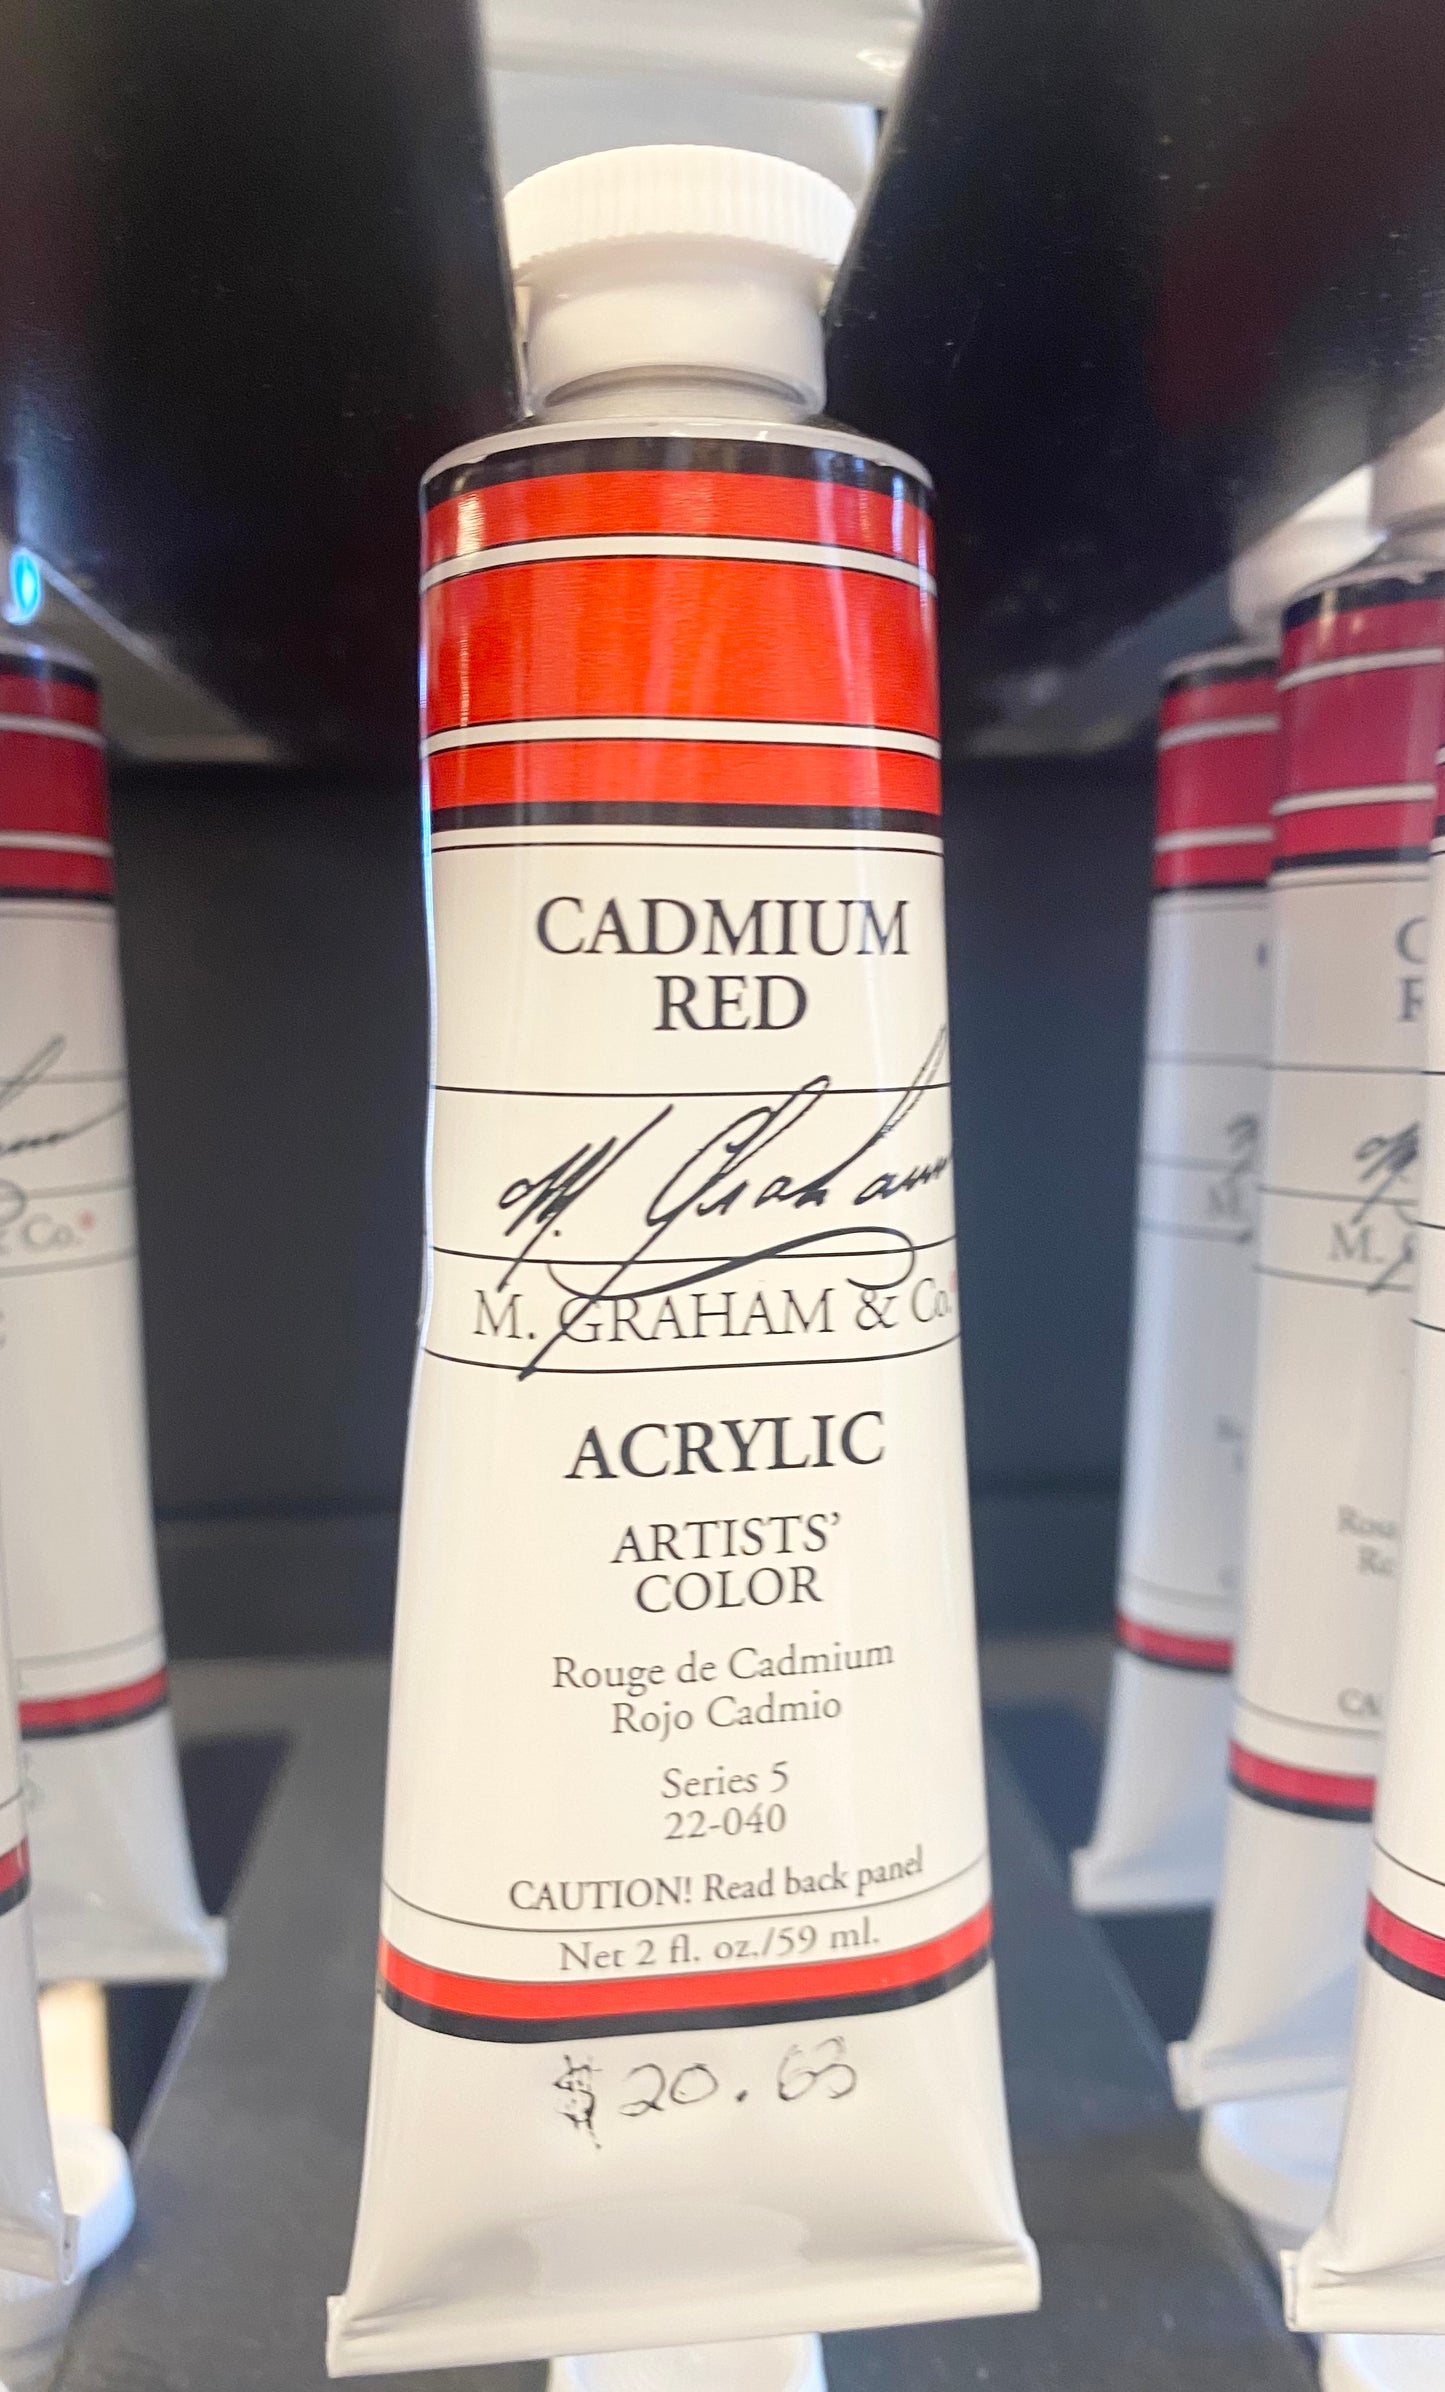 CADMIUM
RED
M. Graham
M. GRAHAM & Co.
ACRYLIC
ARTISTS’
COLOR
Rouge de Cadmium
Rojo Cadmio
Series 5
22-040
CAUTION! Read back panel
Net 2 fl. oz./59 ml.
$20.63
& Co.
M.